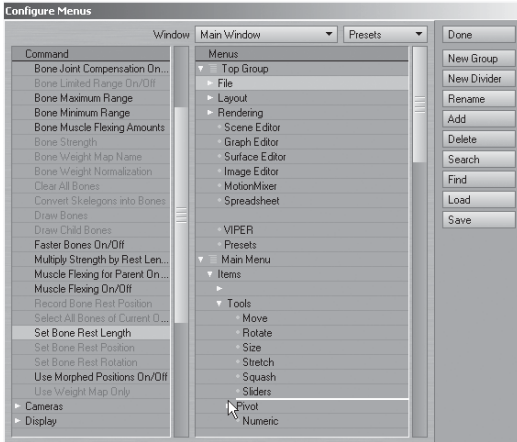 Configure Menus
Window Main Window Presets
Command
Bone Joint Compensation On...
Bone Limited Range On/Off
Bone Maximum Range
Bone Minimum Range
Bone Muscle Flexing Amounts
Bone Strength
Bone Weight Map Name
Bone Weight Normalization
Clear All Bones
Convert Skelegons into Bones
Draw Bones
Draw Child Bones
Faster Bones On/Off
Multiply Strength by Rest Len...
Muscle Flexing for Parent On ...
Muscle Flexing On/Off
Record Bone Rest Position
Select All Bones of Current O...
Set Bone Rest Length
Set Bone Rest Position
Set Bone Rest Rotation
Use Morphed Positions On/Off
Use Weight Map Only
Cameras
Display
Menus
Top Group
File
Layout
Rendering
Scene Editor
Graph Editor
Surface Editor
Image Editor
MotionMixer
Spreadsheet
VIPER
Presets
Main Menu
Items
Tools
Move
Rotate
Size
Stretch
Squash
Sliders
Pivot
Numeric
Done
New Group
New Divider
Rename
Add
Delete
Search
Find
Load
Save